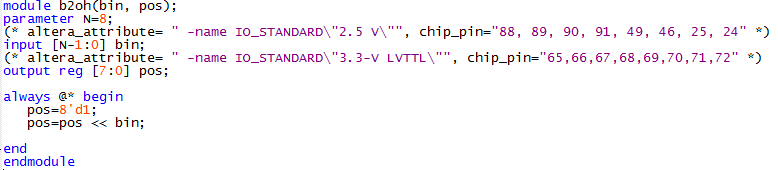 module b2oh(bin, pos);
parameter N=8;
(* altera_attribute= " -name IO_STANDARD\"2.5 V\"", chip_pin="88, 89, 90, 91, 49, 46, 25, 24" *)
input [N-1:0] bin;
(* altera_attribute= " -name IO_STANDARD\"3.3-V LVTTL\"", chip_pin="65,66,67,68,69,70,71,72" *)
output reg [7:0] pos;
always @* begin
pos=8'd1;
pos=pos << bin;
end
endmodule